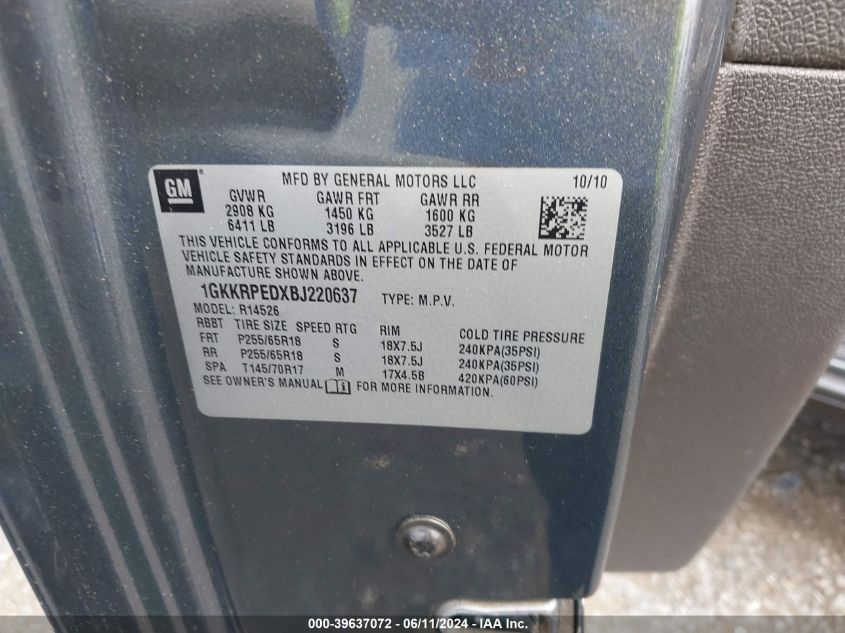 GM
MFD BY GENERAL MOTORS LLC 10/10
GVWR GAWR FRT GAWR RR
2908 KG 1450 KG 1600 KG
6411 LB 3196 LB 3527 LB
THIS VEHICLE CONFORMS TO ALL APPLICABLE U.S. FEDERAL MOTOR
VEHICLE SAFETY STANDARDS IN EFFECT ON THE DATE OF
MANUFACTURE SHOWN ABOVE.
1GKKRPEDXBJ220637 TYPE: M.P.V.
MODEL: R14526
RBBT TIRE SIZE SPEED RTG RIM COLD TIRE PRESSURE
FRT P255/65R18 S 18X7.5J 240KPA(35PSI)
RR P255/65R18 S 18X7.5J 240KPA(35PSI)
SPA T145/70R17 M 17X4.5B 420KPA(60PSI)
SEE OWNER'S MANUAL FOR MORE INFORMATION.
000-39637072 - 06/11/2024 - IAA Inc.